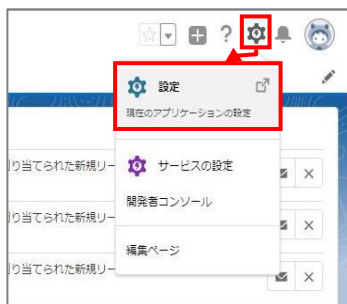 ?
設定
現在のアプリケーションの設定
サービスの設定
開発者コンソール
編集ページ
り当てられた新規リー
り当てられた新規リー
り当てられた新規リー